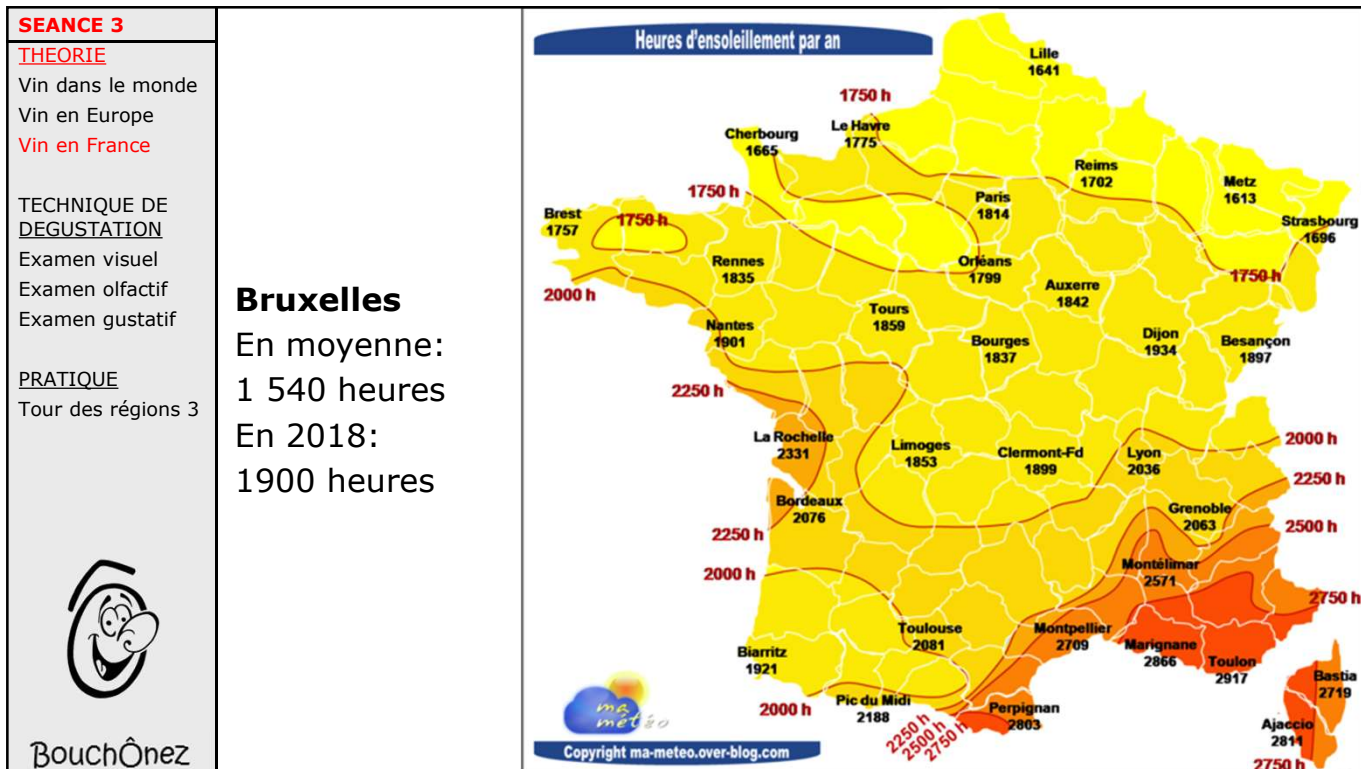 SEANCE 3
THEORIE
Vin dans le monde
Vin en Europe
Vin en France
TECHNIQUE DE
DEGUSTATION
Examen visuel
Examen olfactif
Examen gustatif
PRATIQUE
Tour des régions 3
BouchÔnez
Bruxelles
En moyenne:
1 540 heures
En 2018:
1900 heures
Heures d'ensoleillement par an
Lille
1641
1750 h
Cherbourg
1665
Le Havre
1775
Reims
1702
Metz
1613
Paris
1814
1750 h
Brest
1757
1750 h
Strasbourg
1696
Rennes
1835
Orléans
1799
1750 h
2000 h
Auxerre
1842
Nantes
1901
Tours
1859
Bourges
1837
Dijon
1934
Besançon
1897
2250 h
La Rochelle
2331
Limoges
1853
Clermont-Fd
1899
Lyon
2036
2000 h
2250 h
Bordeaux
2076
Grenoble
2063
2250 h
2500 h
Montélimar
2571
2000 h
2750 h
Toulouse
2081
Montpellier
2709
Marignane
2866
Toulon
2917
Biarritz
1921
Bastia
2719
2000 h
Pic du Midi
2188
Perpignan
2803
2250 h
2500 h
2750 h
Ajaccio
2811
2750 h
ma
météo
Copyright ma-meteo.over-blog.com